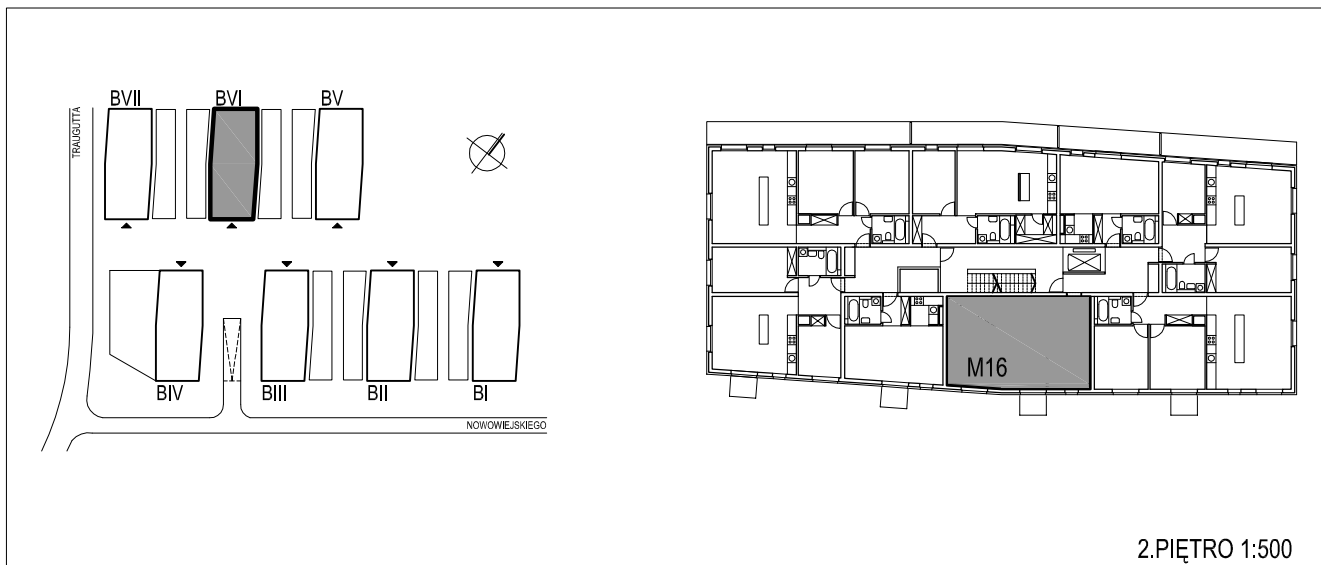 BVII
BVI
BV
TRAUGUTTA
BIV
BIII
BII
BI
NOWOWIEJSKIEGO
M16
2.PIĘTRO 1:500